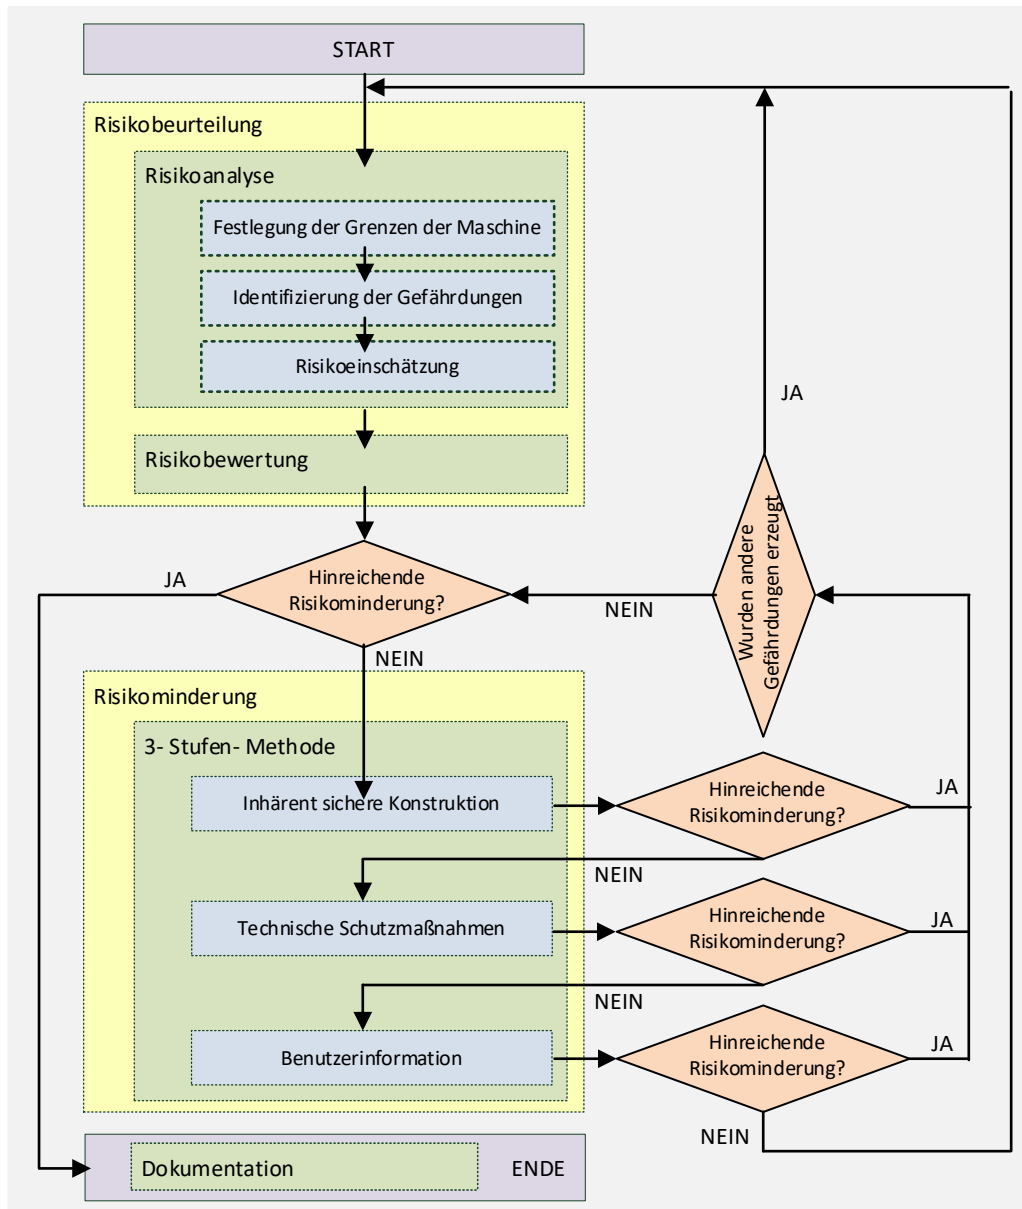 START
Risikobeurteilung
Risikoanalyse
Festlegung der Grenzen der Maschine
Identifizierung der Gefährdungen
Risikoeinschätzung
JA
Risikobewertung
Wurden andere
Gefährdungen erzeugt
JA
Hinreichende
Risikominderung?
NEIN
NEIN
Risikominderung
3- Stufen- Methode
Inhärent sichere Konstruktion
Hinreichende
Risikominderung?
JA
NEIN
Technische Schutzmaßnahmen
Hinreichende
Risikominderung?
JA
NEIN
Benutzerinformation
Hinreichende
Risikominderung?
JA
NEIN
Dokumentation
ENDE